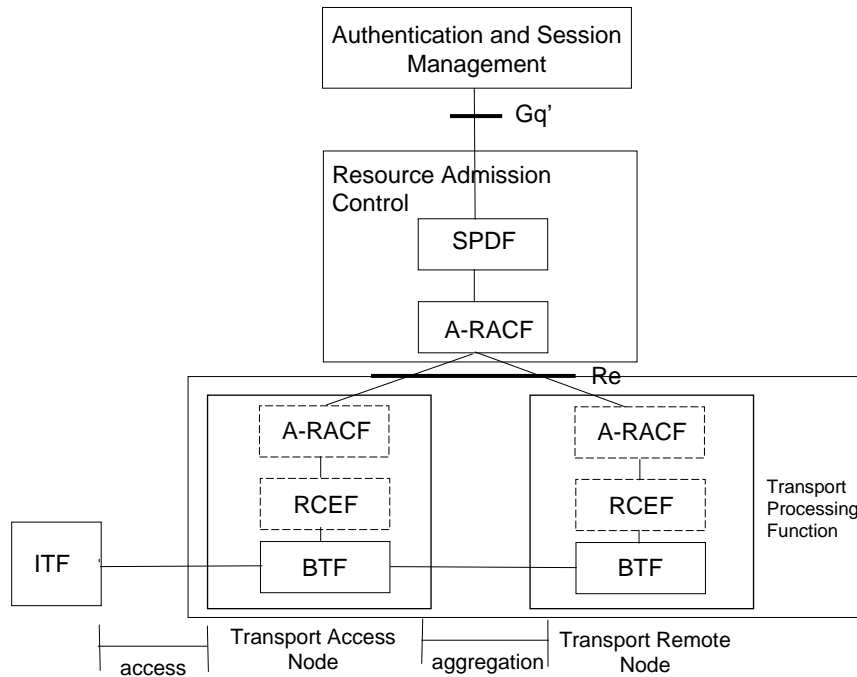 Authentication and Session
Management
Gq’
Resource Admission
Control
SPDF
A-RACF
Re
A-RACF
A-RACF
RCEF
RCEF
Transport
Processing
Function
ITF
BTF
BTF
Transport Access
Node
Transport Remote
Node
access
aggregation